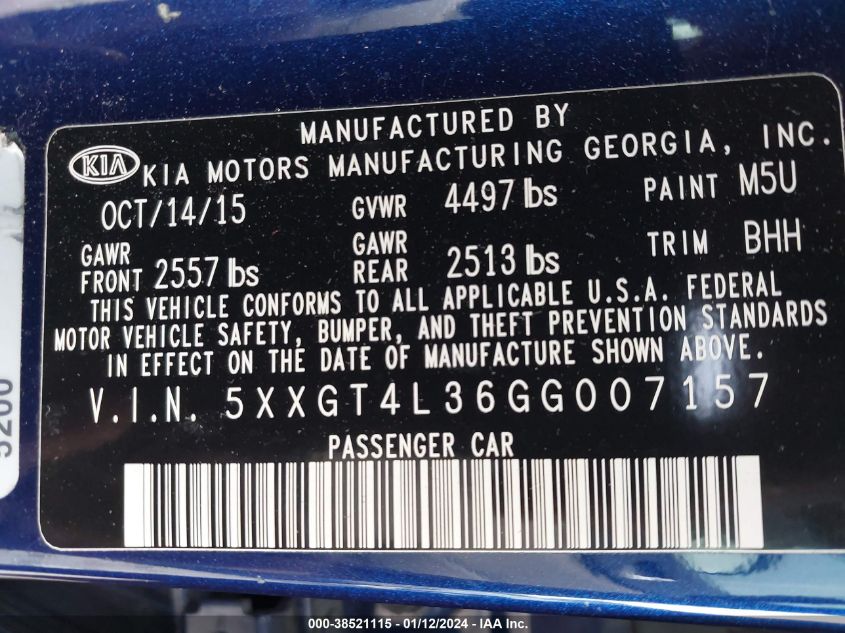 MANUFACTURED BY
KIA KIA MOTORS MANUFACTURING GEORGIA, INC.
OCT/14/15 GVWR 4497 lbs PAINT M5U
GAWR FRONT 2557 lbs GAWR REAR 2513 lbs TRIM BHH
THIS VEHICLE CONFORMS TO ALL APPLICABLE U.S.A. FEDERAL
MOTOR VEHICLE SAFETY, BUMPER, AND THEFT PREVENTION STANDARDS
IN EFFECT ON THE DATE OF MANUFACTURE SHOWN ABOVE.
V.I.N. 5XXGT4L36GG007157
PASSENGER CAR
5200
000-38521115 - 01/12/2024 - IAA Inc.